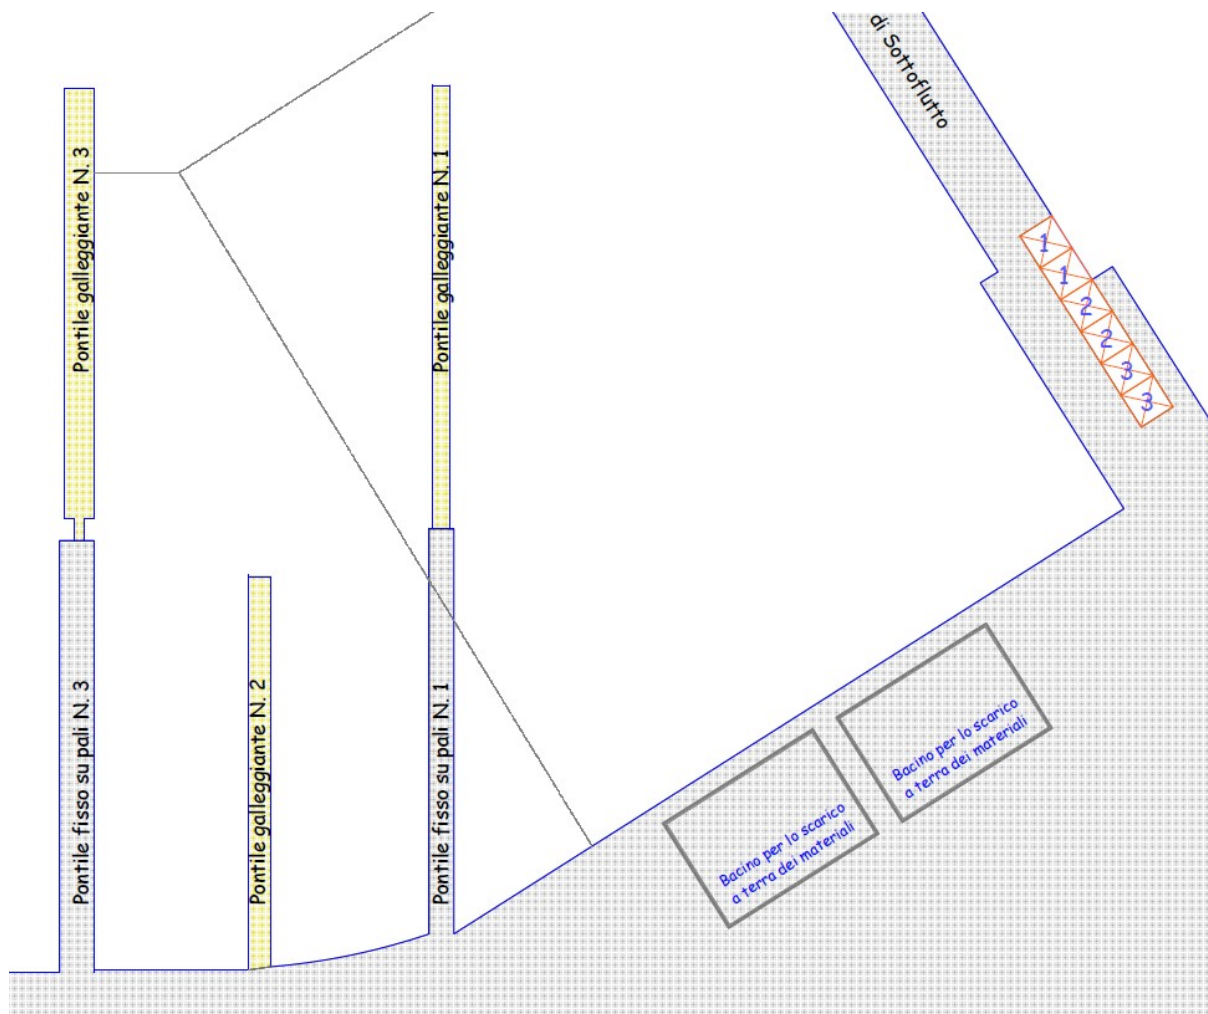 di Sottoflutto
Pontile galleggiante N. 3
Pontile galleggiante N. 1
1
1
2
2
3
3
Pontile fisso su pali N. 3
Pontile galleggiante N. 2
Pontile fisso su pali N. 1
Bacino per lo scarico
a terra dei materiali
Bacino per lo scarico
a terra dei materiali